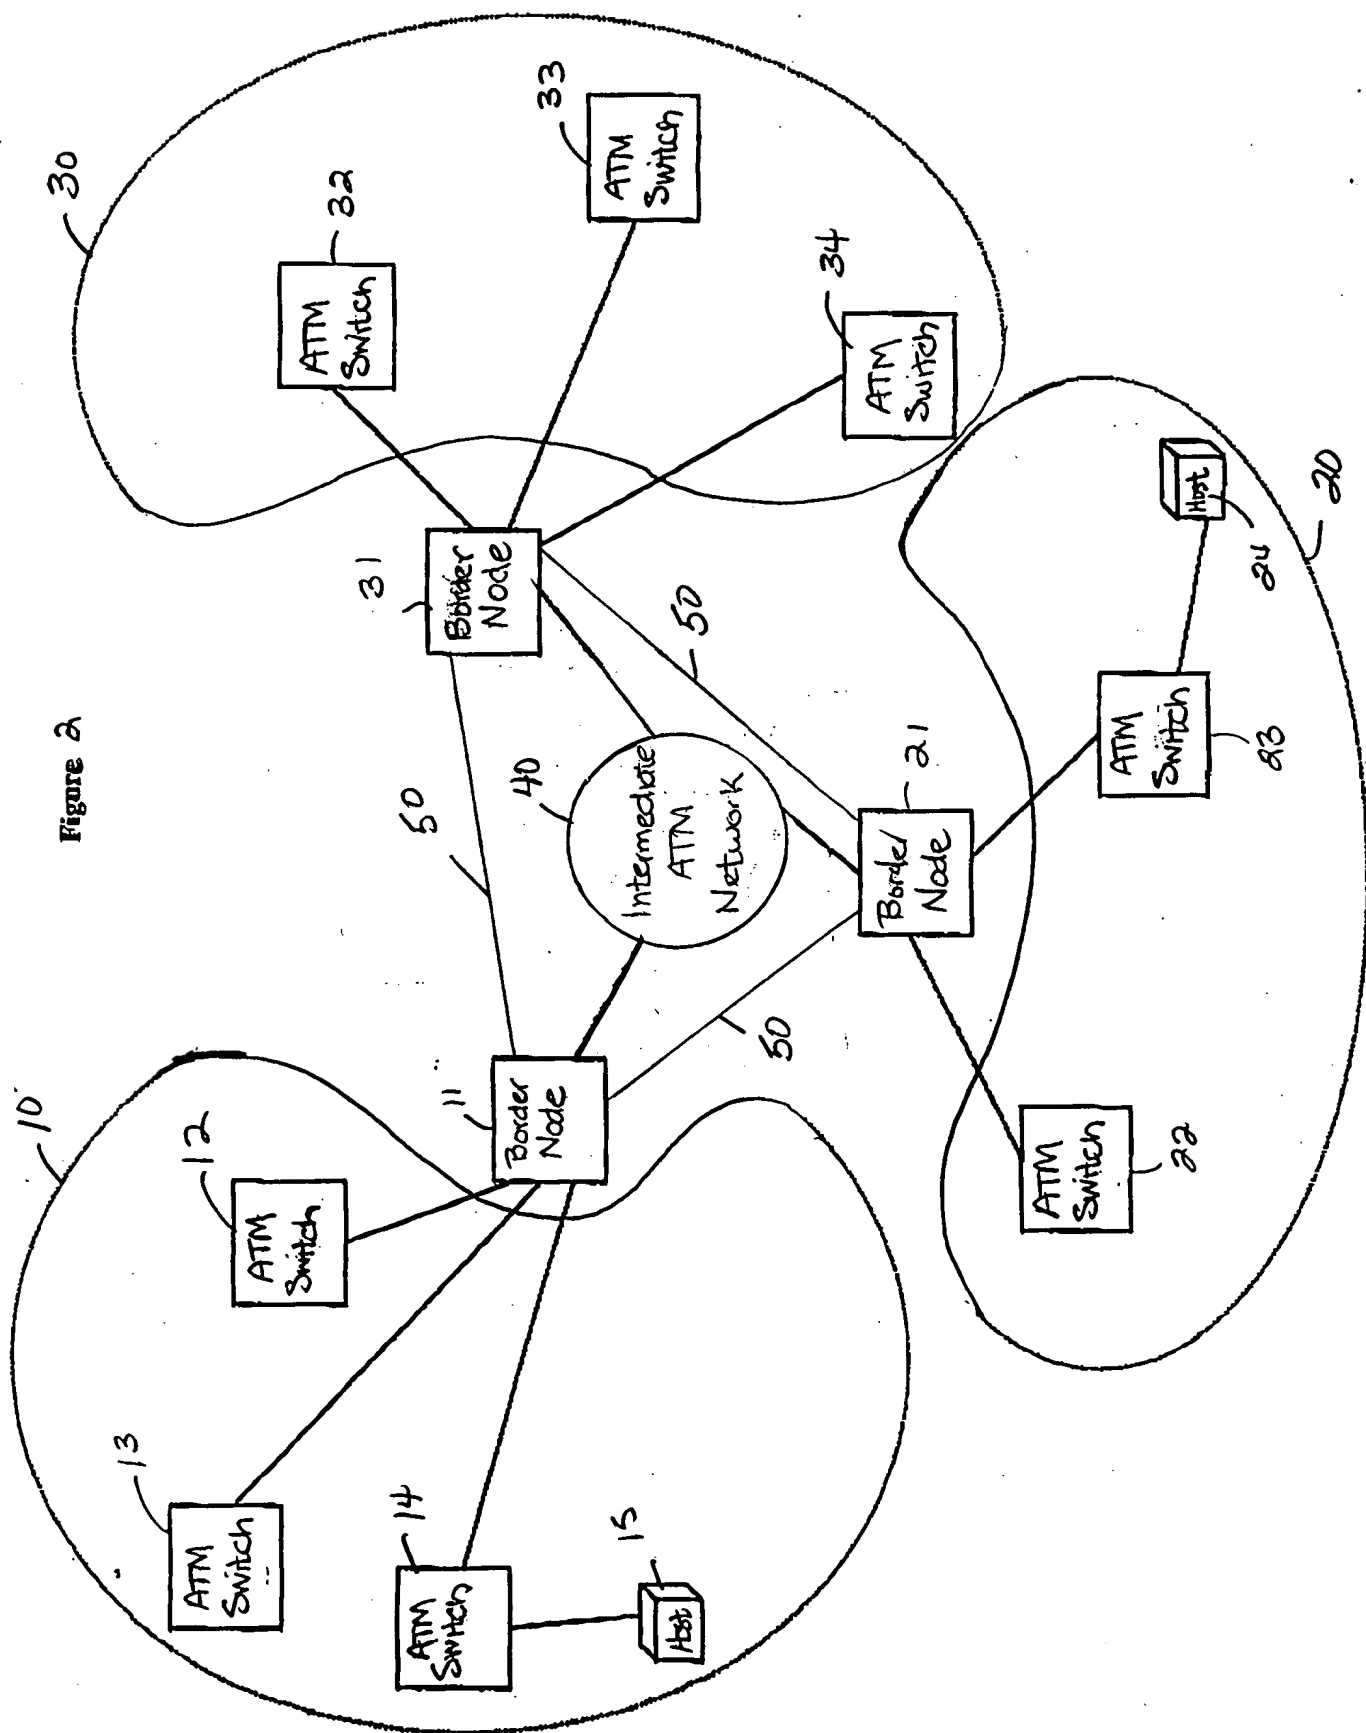 Figure 2
10
12
ATM
Switch
13
ATM
Switch
14
ATM
Switch
15
Host
11
Border
Node
50
40
Intermediate
ATM
Network
50
50
31
Border
Node
30
32
ATM
Switch
33
ATM
Switch
34
ATM
Switch
21
Border
Node
22
ATM
Switch
23
ATM
Switch
24
Host
20